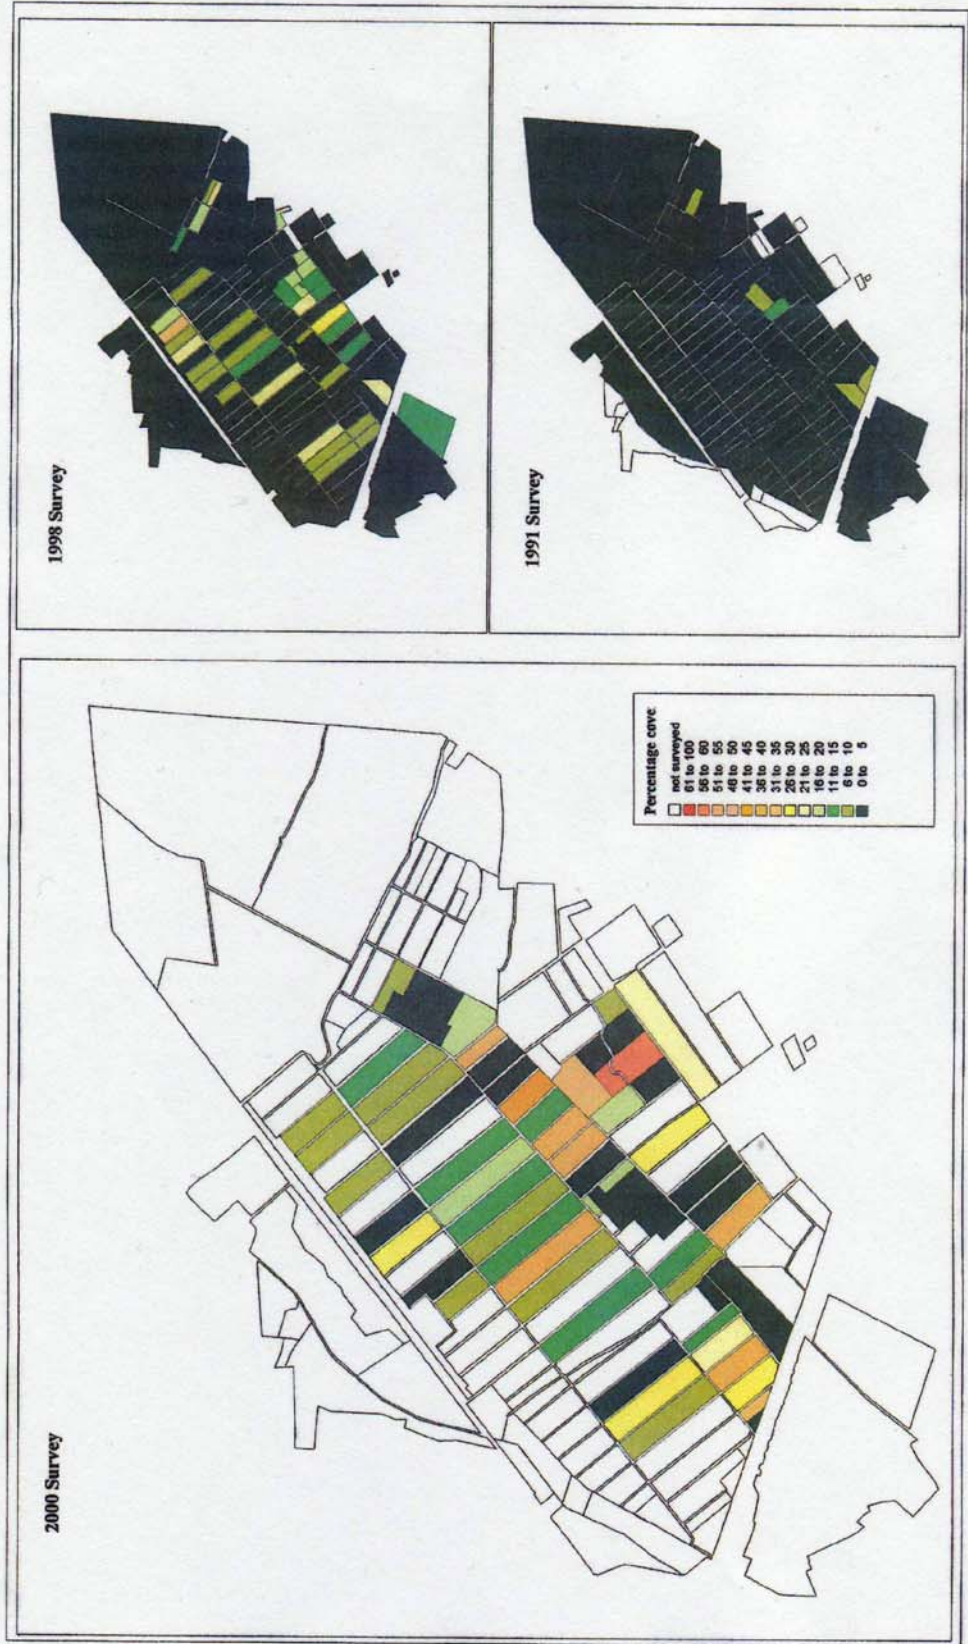 2000 Survey
Percentage cove
not surveyed
61 to 100
56 to 60
51 to 55
46 to 50
41 to 45
36 to 40
31 to 35
26 to 30
21 to 25
16 to 20
11 to 15
6 to 10
0 to 5
1998 Survey
1991 Survey